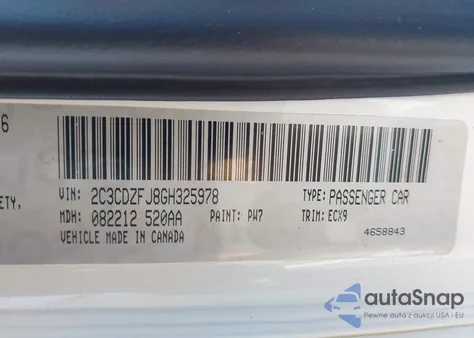 6
VIN: 2C3CDZFJ8GH325978 TYPE: PASSENGER CAR
ETY,
MDH: 082212 520AA PAINT: PW7 TRIM: ECX9
VEHICLE MADE IN CANADA 4658843
autoSnap
Pewne auta z aukcji USA i EU